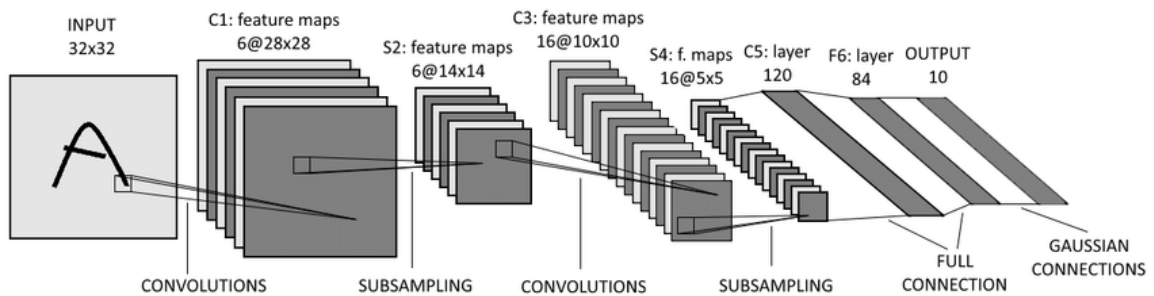 INPUT
32x32
C1: feature maps
6@28x28
S2: feature maps
6@14x14
C3: feature maps
16@10x10
S4: f. maps
16@5x5
C5: layer
120
F6: layer
84
OUTPUT
10
CONVOLUTIONS
SUBSAMPLING
CONVOLUTIONS
SUBSAMPLING
FULL
CONNECTION
GAUSSIAN
CONNECTIONS